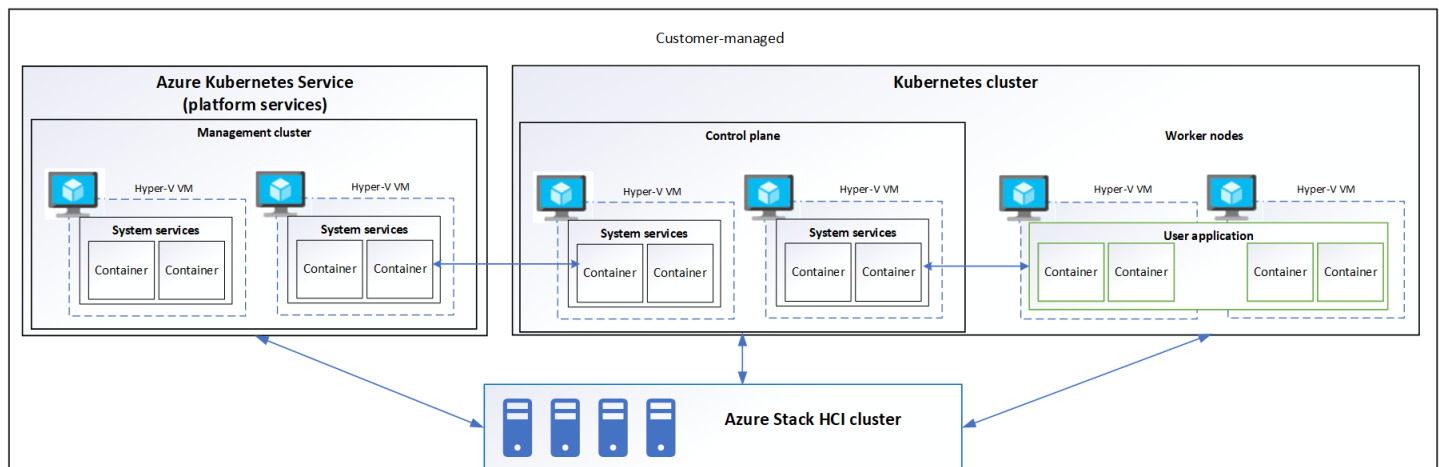 Customer-managed
Azure Kubernetes Service
(platform services)
Management cluster
Hyper-V VM
System services
Container
Container
Hyper-V VM
System services
Container
Container
Kubernetes cluster
Control plane
Hyper-V VM
System services
Container
Container
Hyper-V VM
System services
Container
Container
Worker nodes
Hyper-V VM
Hyper-V VM
User application
Container
Container
Container
Container
Azure Stack HCI cluster